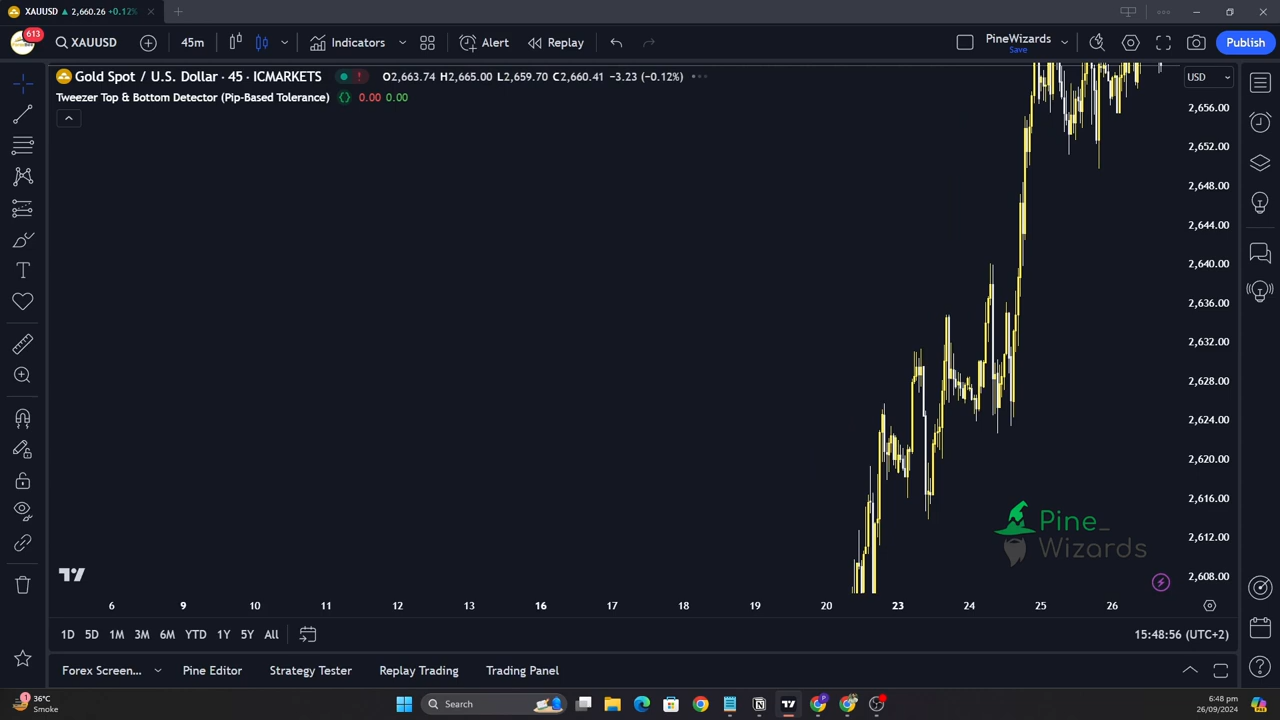 XAUUSD ▲ 2,660.26 +0.12%
613
XAUUSD
45m
Indicators
Alert
Replay
PineWizards
Save
Publish
Gold Spot / U.S. Dollar · 45 · ICMARKETS
O2,663.74 H2,665.00 L2,659.70 C2,660.41 −3.23 (−0.12%)
USD
Tweezer Top & Bottom Detector (Pip-Based Tolerance)
0.00 0.00
2,656.00
2,652.00
2,648.00
2,644.00
2,640.00
2,636.00
2,632.00
2,628.00
2,624.00
2,620.00
2,616.00
2,612.00
2,608.00
Pine_
Wizards
6 9 10 11 12 13 16 17 18 19 20 23 24 25 26
1D 5D 1M 3M 6M YTD 1Y 5Y All
15:48:56 (UTC+2)
Forex Screen...
Pine Editor
Strategy Tester
Replay Trading
Trading Panel
1
36°C
Smoke
Search
6:48 pm
26/09/2024